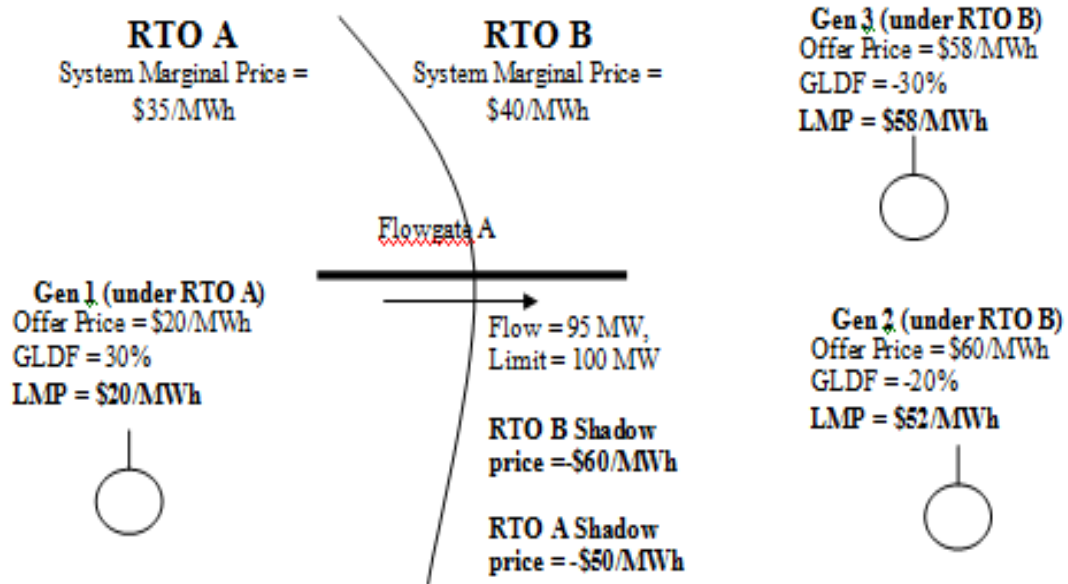 RTO A
System Marginal Price =
$35/MWh
RTO B
System Marginal Price =
$40/MWh
Gen 3 (under RTO B)
Offer Price = $58/MWh
GLDF = -30%
LMP = $58/MWh
Flowgate A
Gen 1 (under RTO A)
Offer Price = $20/MWh
GLDF = 30%
LMP = $20/MWh
Flow = 95 MW,
Limit = 100 MW
RTO B Shadow
price =-$60/MWh
RTO A Shadow
price = -$50/MWh
Gen 2 (under RTO B)
Offer Price = $60/MWh
GLDF = -20%
LMP = $52/MWh